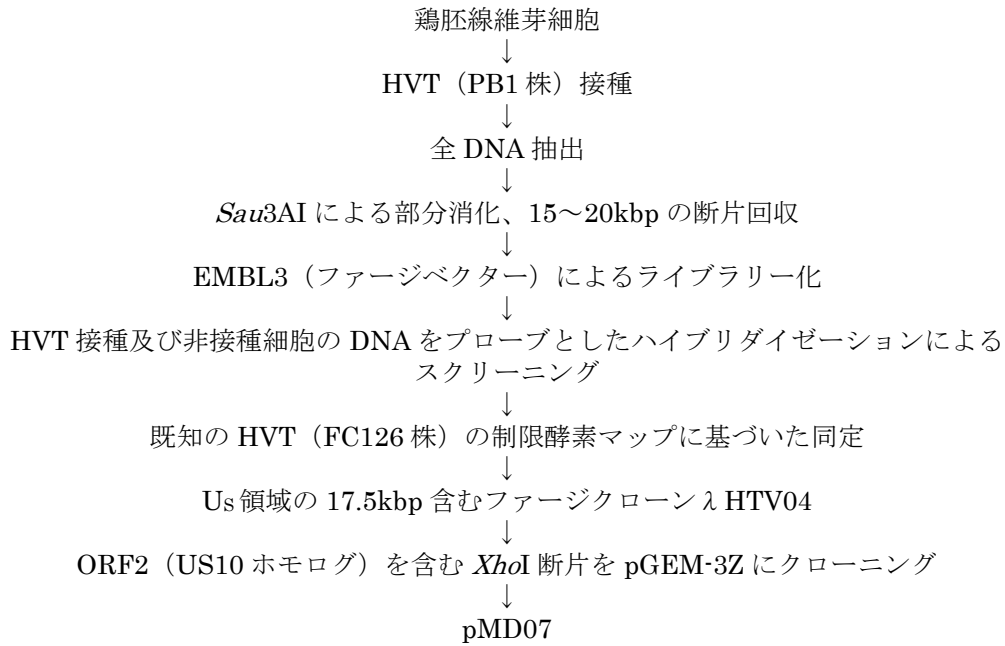 鶏胚線維芽細胞
↓
HVT（PB1 株）接種
↓
全 DNA 抽出
↓
Sau3AI による部分消化、15～20kbp の断片回収
↓
EMBL3（ファージベクター）によるライブラリー化
↓
HVT 接種及び非接種細胞の DNA をプローブとしたハイブリダイゼーションによる
スクリーニング
↓
既知の HVT（FC126 株）の制限酵素マップに基づいた同定
↓
Us 領域の 17.5kbp 含むファージクローン λ HTV04
↓
ORF2（US10 ホモログ）を含む XhoI 断片を pGEM-3Z にクローニング
↓
pMD07